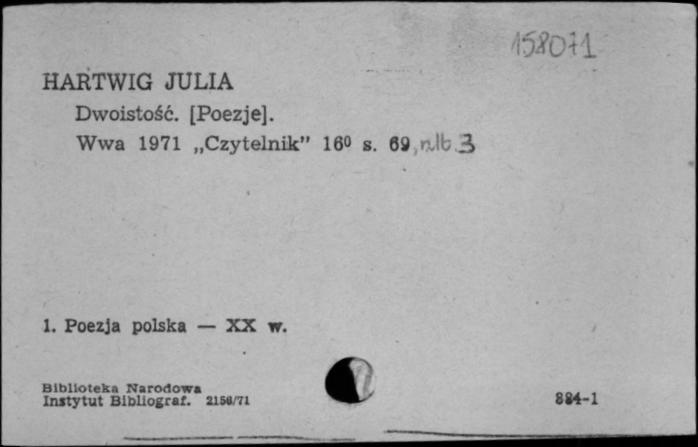 158071
HARTWIG JULIA
Dwoistość. [Poezje].
Wwa 1971 „Czytelnik” 16⁰ s. 69, nlb 3
1. Poezja polska — XX w.
Biblioteka Narodowa
Instytut Bibliograf. 2156/71
884-1